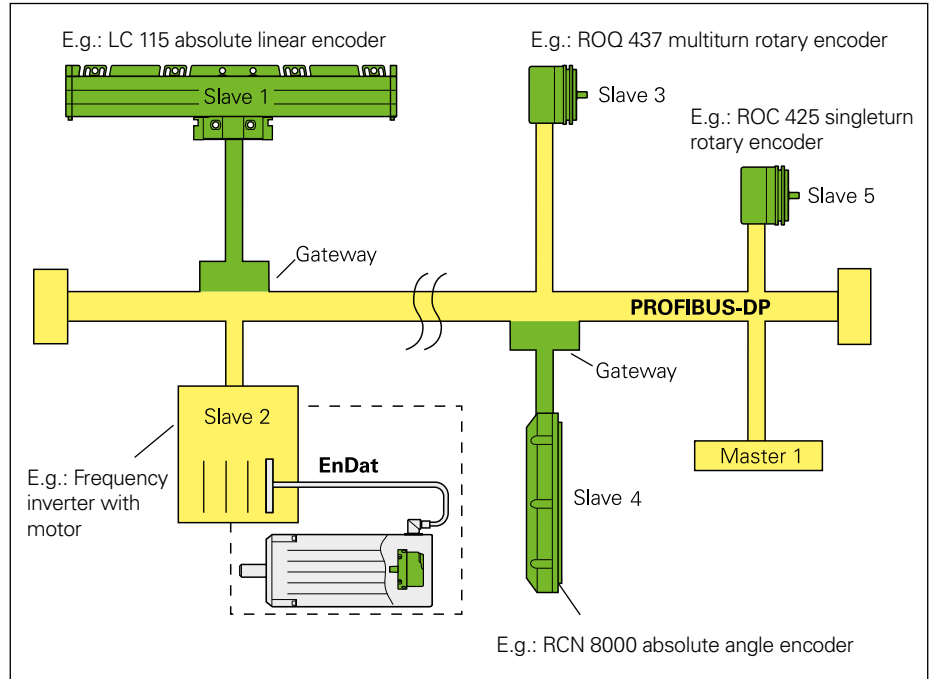 E.g.: LC 115 absolute linear encoder
E.g.: ROQ 437 multiturn rotary encoder
Slave 1
Slave 3
E.g.: ROC 425 singleturn
rotary encoder
Slave 5
Gateway
PROFIBUS-DP
Gateway
Slave 2
Master 1
EnDat
E.g.: Frequency
inverter with
motor
Slave 4
E.g.: RCN 8000 absolute angle encoder